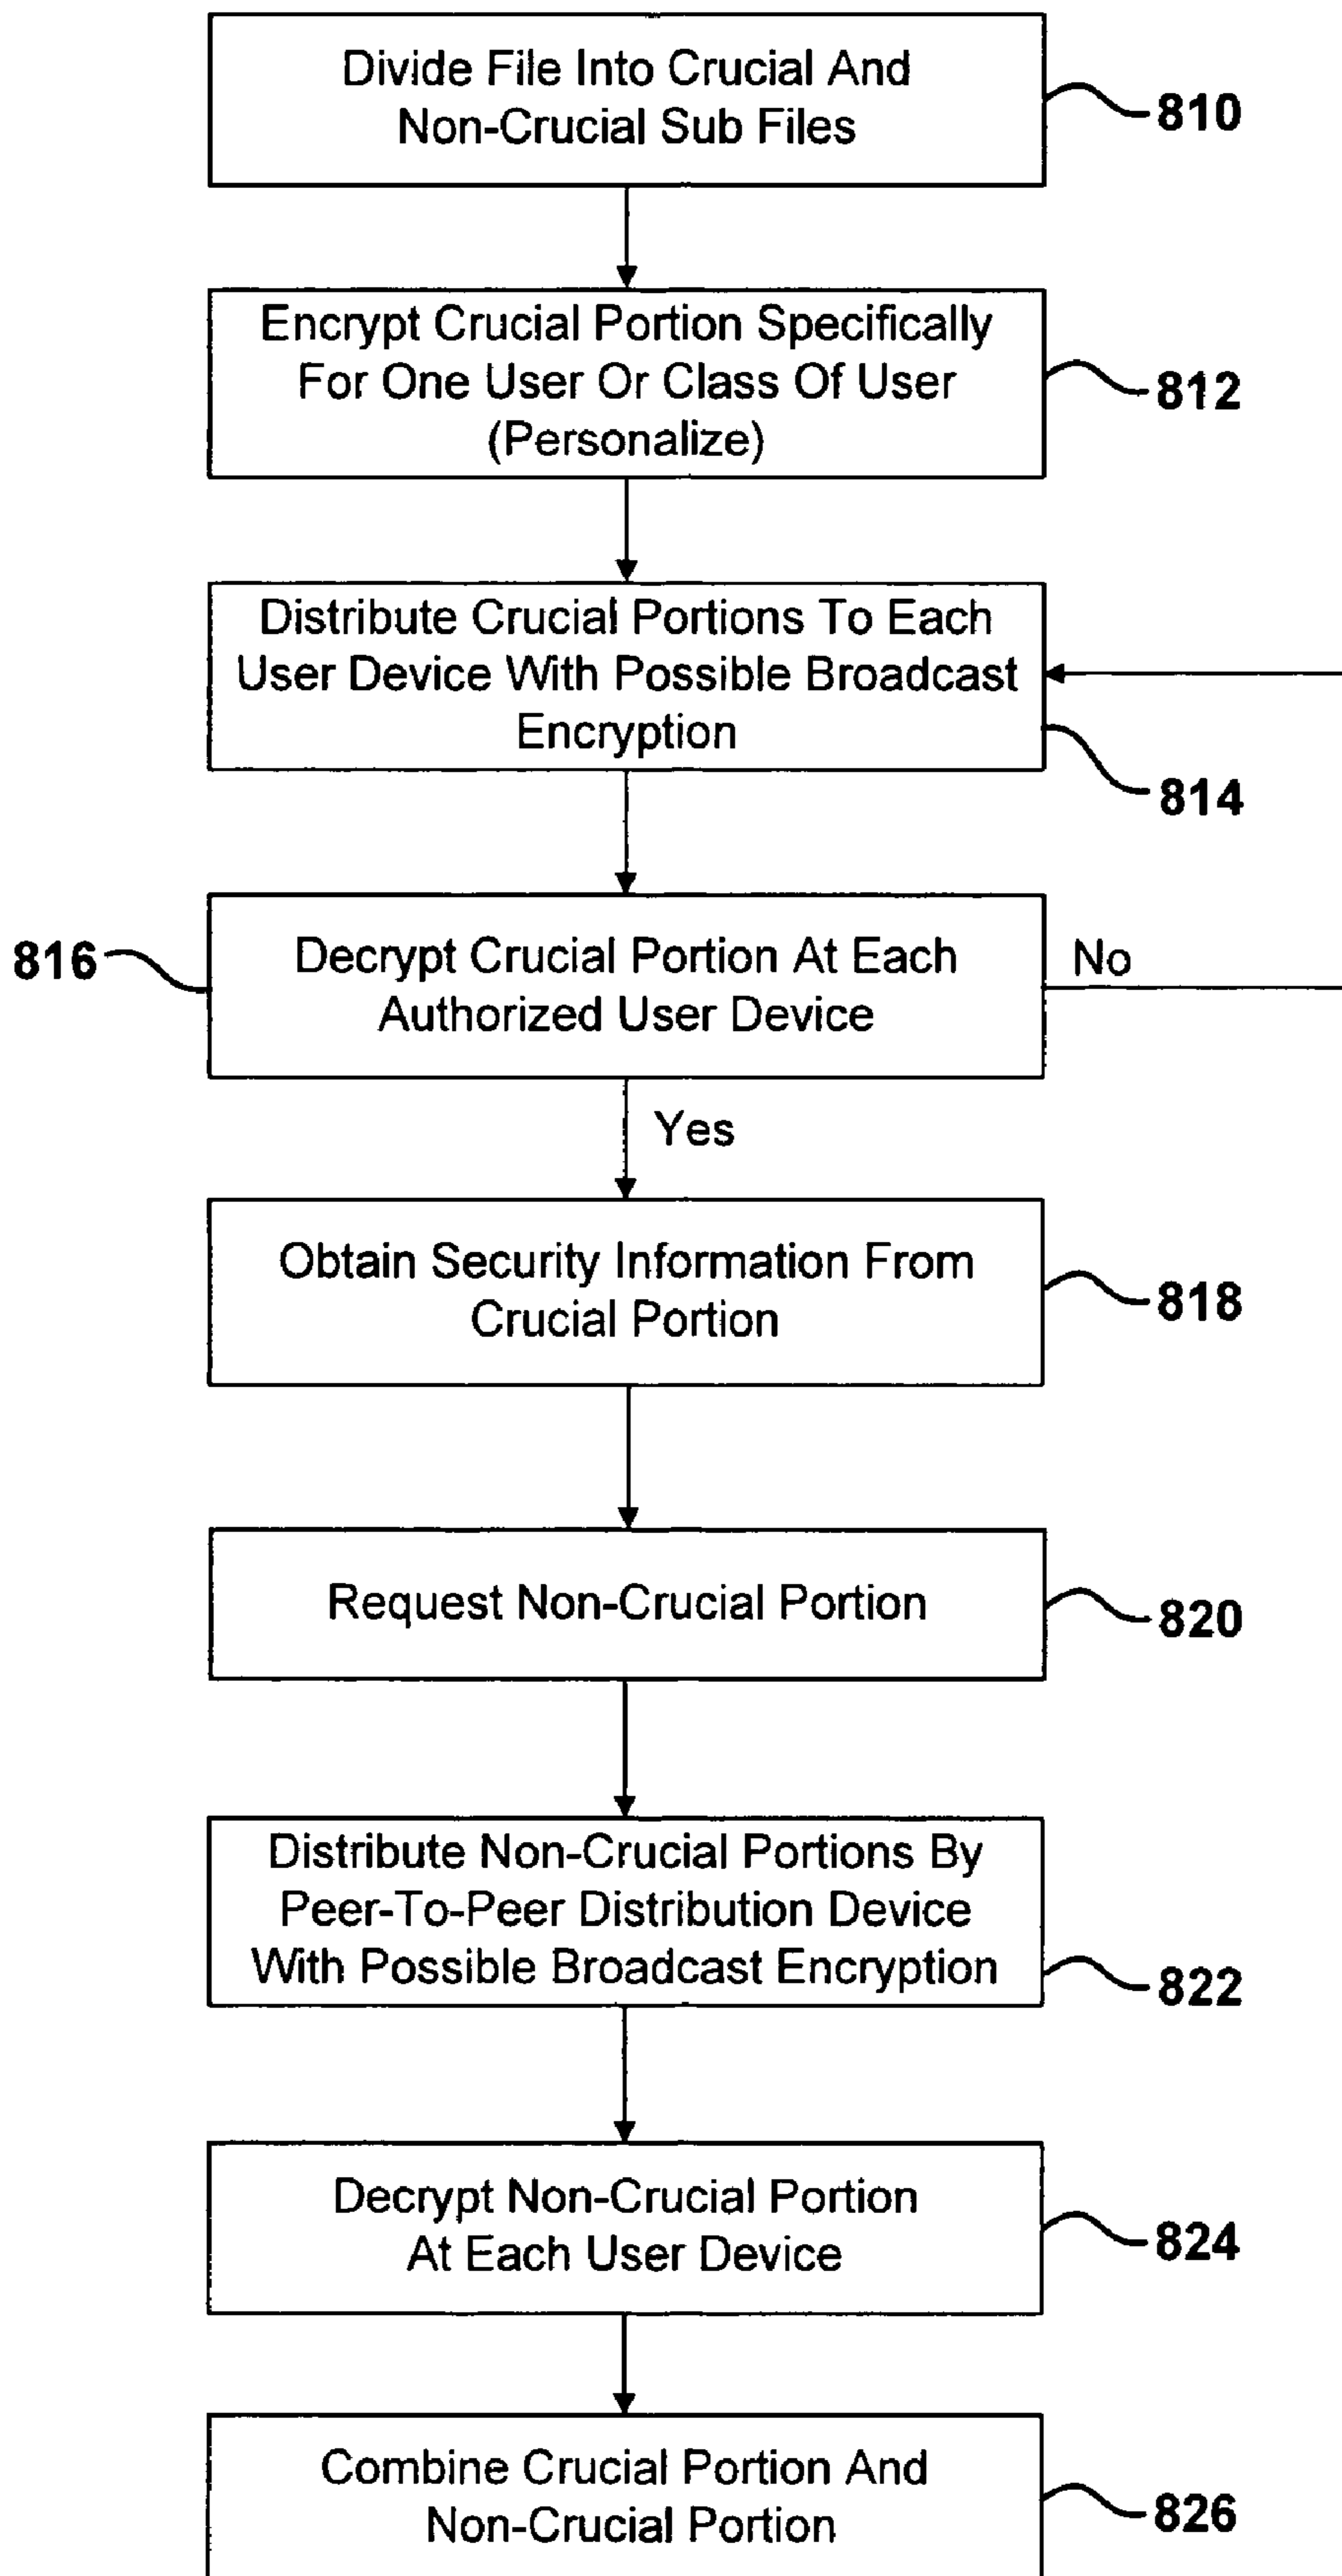 Divide File Into Crucial And
Non-Crucial Sub Files
810
Encrypt Crucial Portion Specifically
For One User Or Class Of User
(Personalize)
812
Distribute Crucial Portions To Each
User Device With Possible Broadcast
Encryption
814
816
Decrypt Crucial Portion At Each
Authorized User Device
No
Yes
Obtain Security Information From
Crucial Portion
818
Request Non-Crucial Portion
820
Distribute Non-Crucial Portions By
Peer-To-Peer Distribution Device
With Possible Broadcast Encryption
822
Decrypt Non-Crucial Portion
At Each User Device
824
Combine Crucial Portion And
Non-Crucial Portion
826